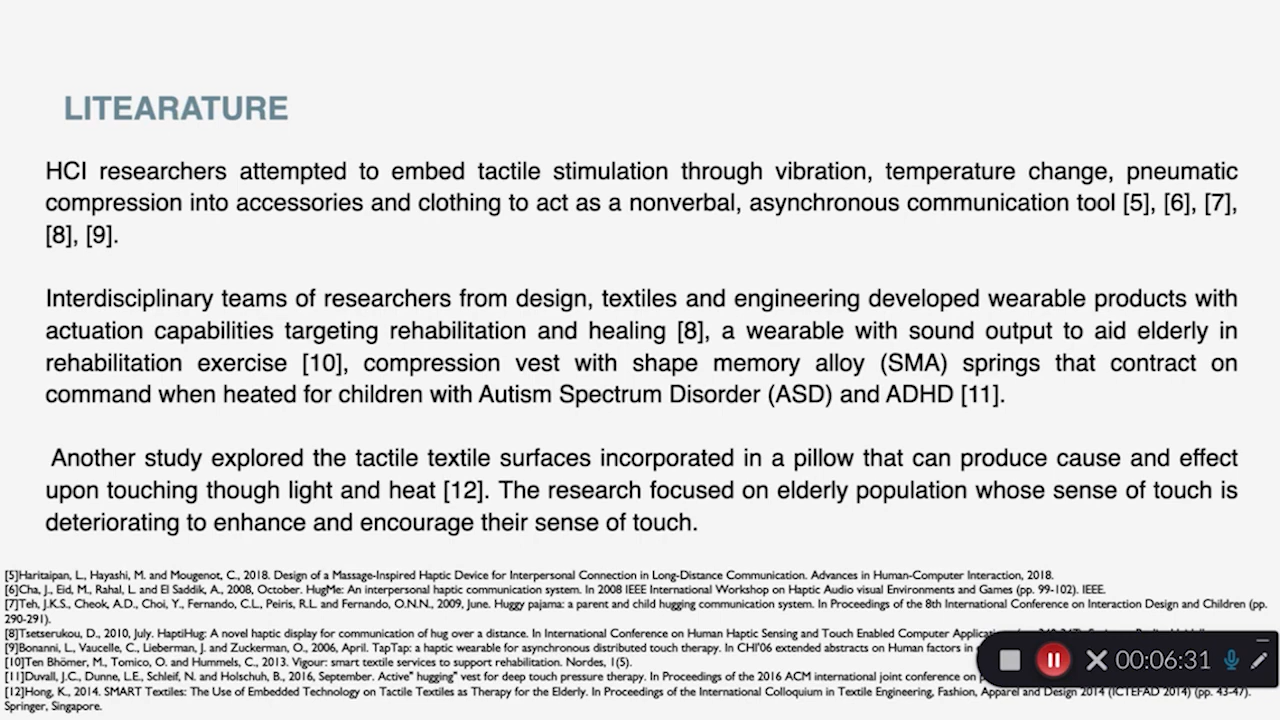 LITEARATURE
HCI researchers attempted to embed tactile stimulation through vibration, temperature change, pneumatic
compression into accessories and clothing to act as a nonverbal, asynchronous communication tool [5], [6], [7],
[8], [9].
Interdisciplinary teams of researchers from design, textiles and engineering developed wearable products with
actuation capabilities targeting rehabilitation and healing [8], a wearable with sound output to aid elderly in
rehabilitation exercise [10], compression vest with shape memory alloy (SMA) springs that contract on
command when heated for children with Autism Spectrum Disorder (ASD) and ADHD [11].
Another study explored the tactile textile surfaces incorporated in a pillow that can produce cause and effect
upon touching though light and heat [12]. The research focused on elderly population whose sense of touch is
deteriorating to enhance and encourage their sense of touch.
[5]Haritaipan, L., Hayashi, M. and Mougenot, C., 2018. Design of a Massage-Inspired Haptic Device for Interpersonal Connection in Long-Distance Communication. Advances in Human-Computer Interaction, 2018.
[6]Cha, J., Eid, M., Rahal, L. and El Saddik, A., 2008, October. HugMe: An interpersonal haptic communication system. In 2008 IEEE International Workshop on Haptic Audio visual Environments and Games (pp. 99-102). IEEE.
[7]Teh, J.K.S., Cheok, A.D., Choi, Y., Fernando, C.L., Peiris, R.L. and Fernando, O.N.N., 2009, June. Huggy pajama: a parent and child hugging communication system. In Proceedings of the 8th International Conference on Interaction Design and Children (pp.
290-291).
[8]Tsetserukou, D., 2010, July. HaptiHug: A novel haptic display for communication of hug over a distance. In International Conference on Human Haptic Sensing and Touch Enabled Computer
[9]Bonanni, L., Vaucelle, C., Lieberman, J. and Zuckerman, O., 2006, April. TapTap: a haptic wearable for asynchronous distributed touch therapy. In CHI'06 extended abstracts on Human factors in
[10]Ten Bhömer, M., Tomico, O. and Hummels, C., 2013. Vigour: smart textile services to support rehabilitation. Nordes, 1(5).
[11]Duvall, J.C., Dunne, L.E., Schleif, N. and Holschuh, B., 2016, September. Active" hugging" vest for deep touch pressure therapy. In Proceedings of the 2016 ACM international joint conference on
[12]Hong, K., 2014. SMART Textiles: The Use of Embedded Technology on Tactile Textiles as Therapy for the Elderly. In Proceedings of the International Colloquium in Textile Engineering, Fashion, Apparel and Design 2014 (ICTEFAD 2014) (pp. 43-47).
Springer, Singapore.
00:06:31